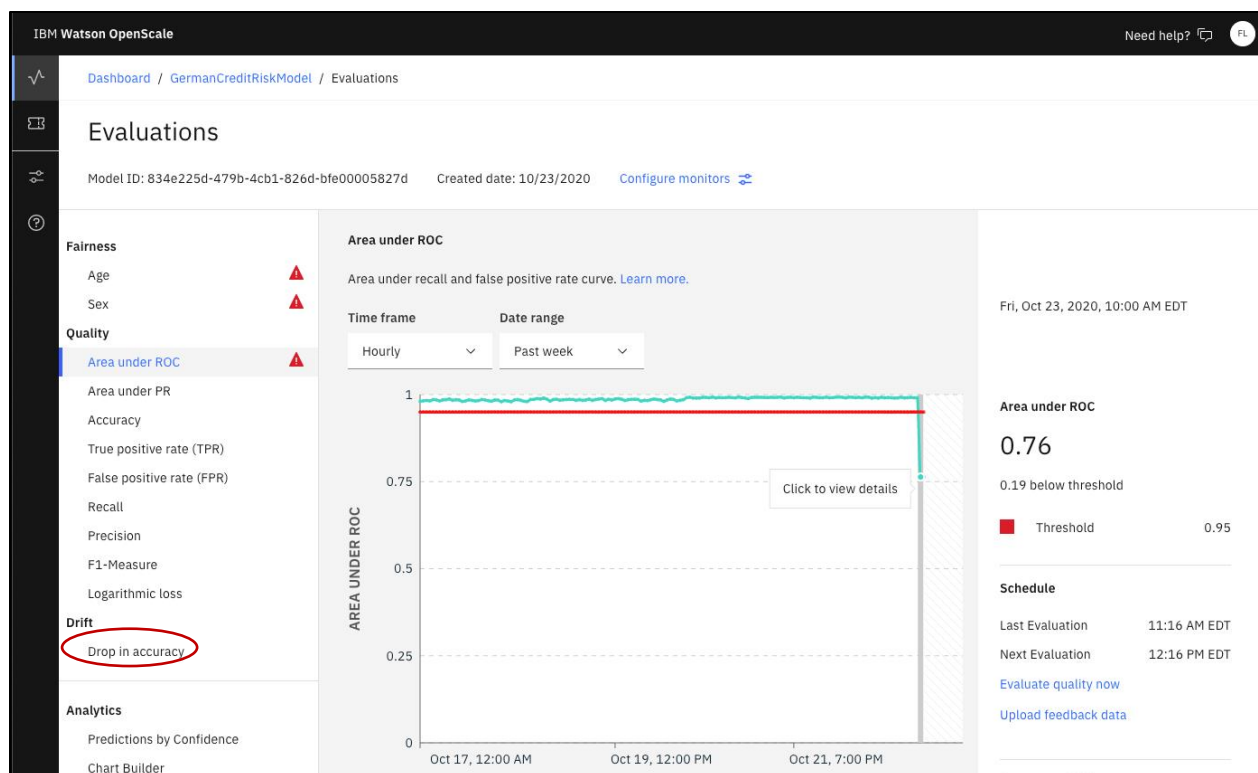 IBM Watson OpenScale
Need help?
FL
Dashboard / GermanCreditRiskModel / Evaluations
Evaluations
Model ID: 834e225d-479b-4cb1-826d-bfe00005827d Created date: 10/23/2020 Configure monitors
Fairness
Age
Sex
Quality
Area under ROC
Area under PR
Accuracy
True positive rate (TPR)
False positive rate (FPR)
Recall
Precision
F1-Measure
Logarithmic loss
Drift
Drop in accuracy
Analytics
Predictions by Confidence
Chart Builder
Area under ROC
Area under recall and false positive rate curve. Learn more.
Time frame Date range
Hourly Past week
1
0.75
0.5
0.25
0
AREA UNDER ROC
Click to view details
Oct 17, 12:00 AM Oct 19, 12:00 PM Oct 21, 7:00 PM
Fri, Oct 23, 2020, 10:00 AM EDT
Area under ROC
0.76
0.19 below threshold
Threshold 0.95
Schedule
Last Evaluation 11:16 AM EDT
Next Evaluation 12:16 PM EDT
Evaluate quality now
Upload feedback data